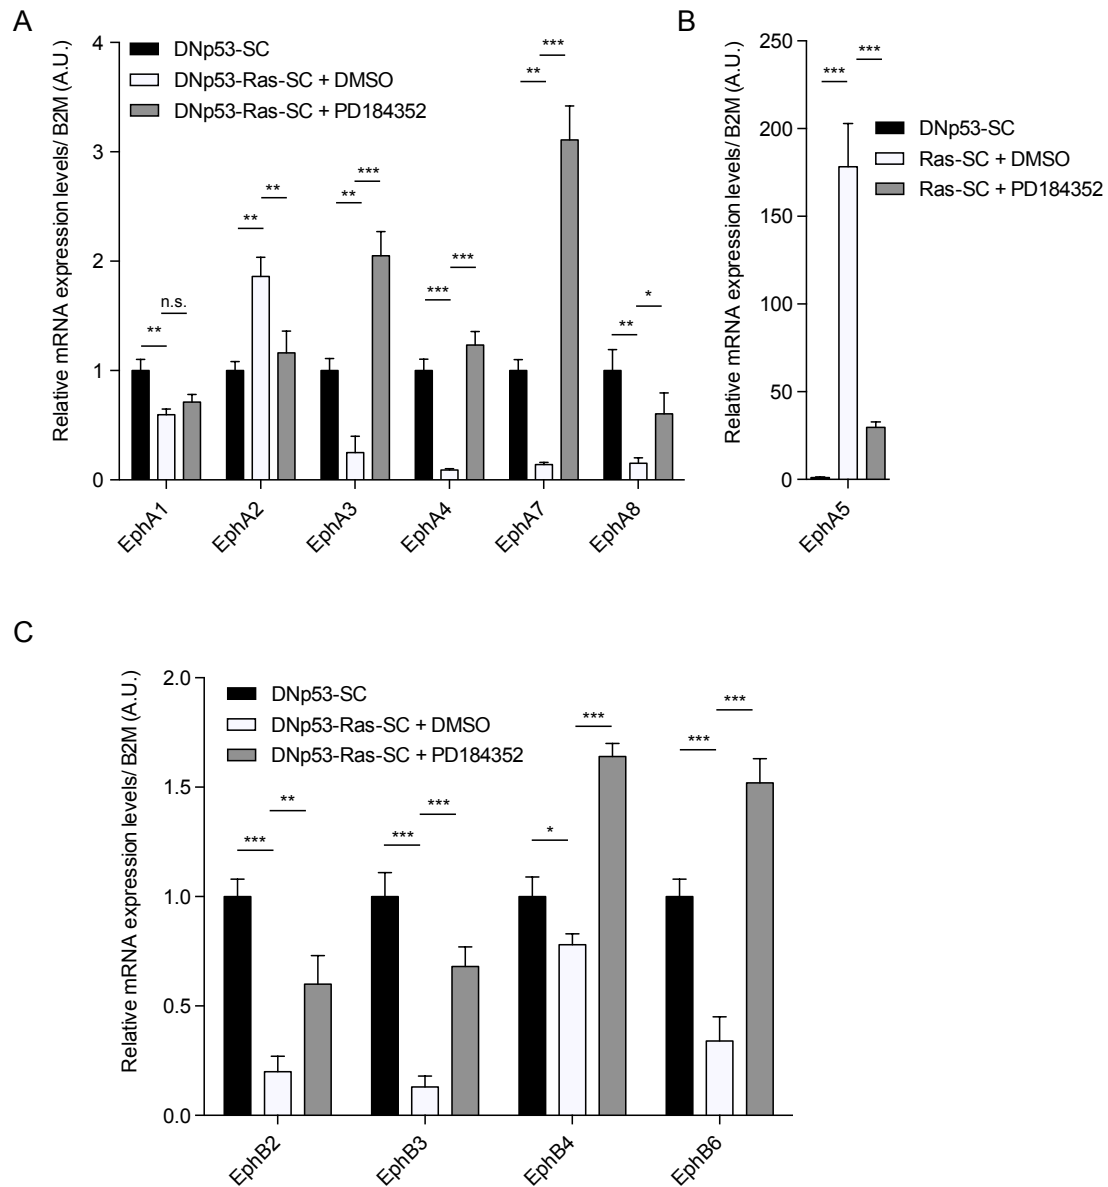 A
Relative mRNA expression levels/ B2M (A.U.)
4
3
2
1
0
DNp53-SC
DNp53-Ras-SC + DMSO
DNp53-Ras-SC + PD184352
**
n.s.
**
**
**
***
***
***
**
***
**
*
EphA1
EphA2
EphA3
EphA4
EphA7
EphA8
B
Relative mRNA expression levels/ B2M (A.U.)
250
200
150
100
50
0
***
***
DNp53-SC
Ras-SC + DMSO
Ras-SC + PD184352
EphA5
C
Relative mRNA expression levels/ B2M (A.U.)
2.0
1.5
1.0
0.5
0.0
DNp53-SC
DNp53-Ras-SC + DMSO
DNp53-Ras-SC + PD184352
***
**
***
***
*
***
***
***
EphB2
EphB3
EphB4
EphB6